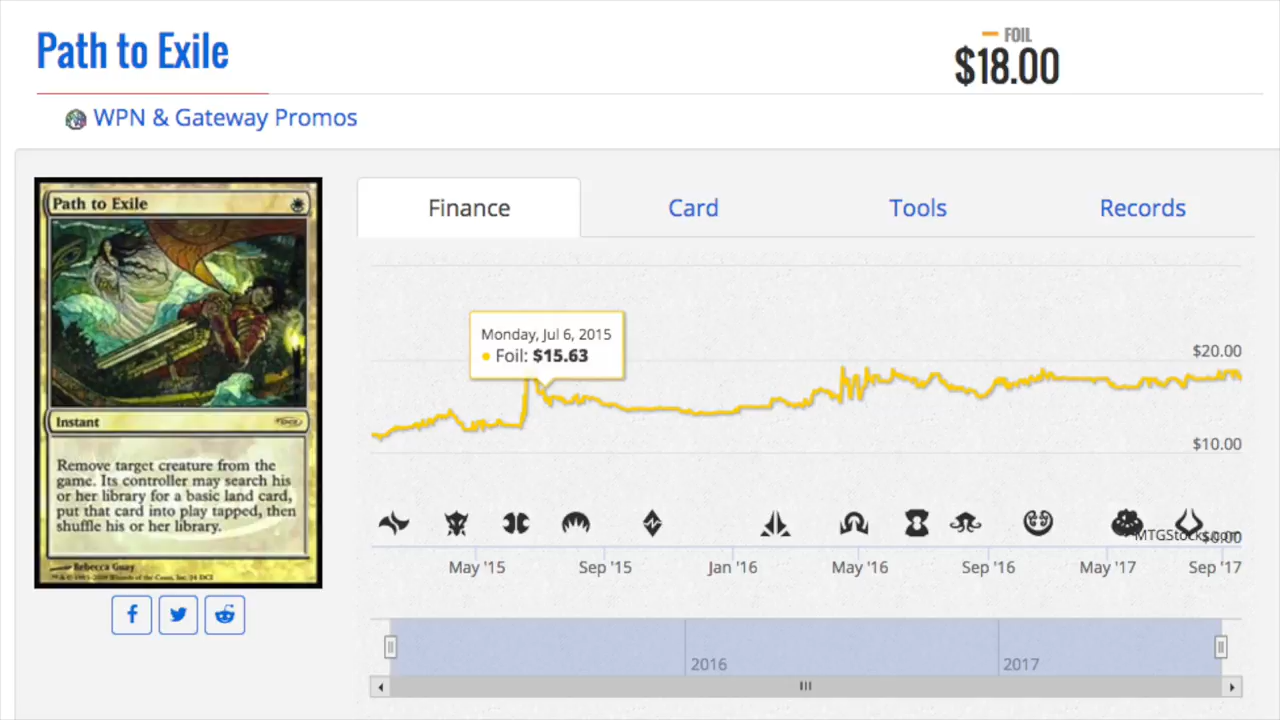 Path to Exile
FOIL
$18.00
WPN & Gateway Promos
Path to Exile
Instant
Remove target creature from the
game. Its controller may search his
or her library for a basic land card,
put that card into play tapped, then
shuffle his or her library.
Rebecca Guay
Finance
Card
Tools
Records
Monday, Jul 6, 2015
Foil: $15.63
$20.00
$10.00
$0.00
MTGStocks.com
May '15
Sep '15
Jan '16
May '16
Sep '16
May '17
Sep '17
2016
2017